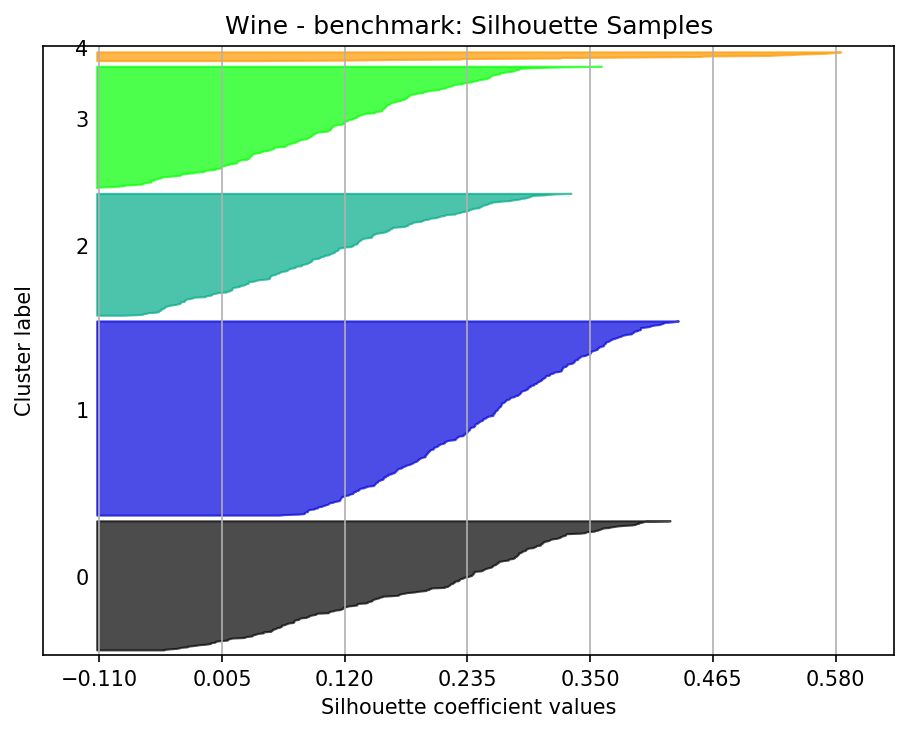 Wine - benchmark: Silhouette Samples
4
3
2
1
0
Cluster label
−0.110 0.005 0.120 0.235 0.350 0.465 0.580
Silhouette coefficient values